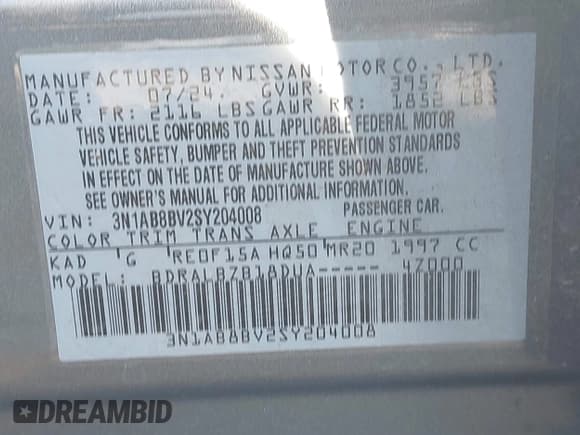 MANUFACTURED BY NISSAN MOTOR CO., LTD.
DATE: 07/24. GVWR: 3957 LBS
GAWR FR: 2116 LBS GAWR RR: 1852 LBS
THIS VEHICLE CONFORMS TO ALL APPLICABLE FEDERAL MOTOR
VEHICLE SAFETY, BUMPER AND THEFT PREVENTION STANDARDS
IN EFFECT ON THE DATE OF MANUFACTURE SHOWN ABOVE.
SEE OWNER'S MANUAL FOR ADDITIONAL INFORMATION.
VIN: 3N1AB8BV2SY204008 PASSENGER CAR.
COLOR TRIM TRANS AXLE ENGINE
KAD G RE0F15A HQ50 MR20 1997 CC
MODEL: BDRALBZB18DUA----- 4Z000
3N1AB8BV2SY204008
DREAMBID